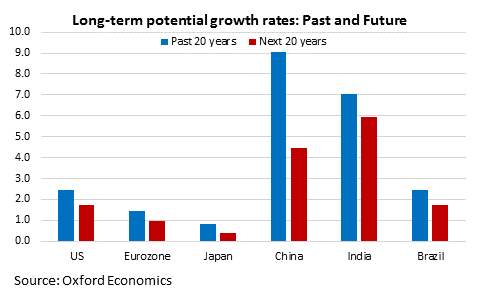 Long-term potential growth rates: Past and Future
10.0
Past 20 years Next 20 years
9.0
8.0
7.0
6.0
5.0
4.0
3.0
2.0
1.0
0.0
US Eurozone Japan China India Brazil
Source: Oxford Economics